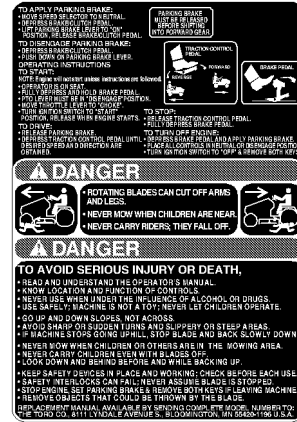 TO APPLY PARKING BRAKE:
• MOVE SPEED SELECTOR TO NEUTRAL.
• DEPRESS BRAKE/CLUTCH PEDAL.
• LIFT PARKING BRAKE LEVER TO "ON"
POSITION, RELEASE BRAKE/CLUTCH PEDAL.
TO DISENGAGE PARKING BRAKE:
• DEPRESS BRAKE/CLUTCH PEDAL.
• PUSH DOWN ON PARKING BRAKE LEVER.
OPERATING INSTRUCTIONS
TO START:
NOTE: Engine will not start unless instructions are followed.
• OPERATOR IS ON SEAT.
• FULLY DEPRESS AND HOLD BRAKE PEDAL.
• PTO LEVER MUST BE IN "DISENGAGE" POSITION.
• MOVE THROTTLE LEVER TO "CHOKE".
• TURN IGNITION SWITCH TO "START"
POSITION, RELEASE WHEN ENGINE STARTS.
TO DRIVE:
• RELEASE PARKING BRAKE.
• DEPRESS TRACTION CONTROL PEDAL UNTIL
DESIRED SPEED AND DIRECTION ARE
OBTAINED.
PARKING BRAKE
MUST BE RELEASED
BEFORE SHIFTING
INTO FORWARD GEAR
TRACTION CONTROL
PEDAL
FORWARD
REVERSE
BRAKE PEDAL
TO STOP:
• RELEASE TRACTION CONTROL PEDAL.
• FULLY DEPRESS BRAKE PEDAL.
TO TURN OFF ENGINE:
• DEPRESS BRAKE PEDAL AND APPLY PARKING BRAKE.
• PLACE ALL CONTROLS IN NEUTRAL OR DISENGAGE POSITIO
• TURN IGNITION SWITCH TO "OFF" & REMOVE BOTH KEYS
DANGER
• ROTATING BLADES CAN CUT OFF ARMS
AND LEGS.
• NEVER MOW WHEN CHILDREN ARE NEAR.
• NEVER CARRY RIDERS; THEY FALL OFF.
DANGER
TO AVOID SERIOUS INJURY OR DEATH,
• READ AND UNDERSTAND THE OPERATOR'S MANUAL.
• KNOW LOCATION AND FUNCTION OF CONTROLS.
• NEVER USE WHEN UNDER THE INFLUENCE OF ALCOHOL OR DRUGS.
• USE SAFELY; MACHINE IS NOT A TOY; NEVER LET CHILDREN OPERATE.
• GO UP AND DOWN SLOPES, NOT ACROSS.
• AVOID SHARP OR SUDDEN TURNS AND SLIPPERY OR STEEP AREAS.
• IF MACHINE STOPS GOING UPHILL, STOP BLADE AND BACK SLOWLY DOWN
• NEVER MOW WHEN CHILDREN OR OTHERS ARE IN THE MOWING AREA.
• NEVER CARRY CHILDREN EVEN WITH BLADES OFF.
• LOOK DOWN AND BEHIND BEFORE AND WHILE BACKING UP.
• KEEP SAFETY DEVICES IN PLACE AND WORKING; CHECK BEFORE EACH USE.
• SAFETY INTERLOCKS CAN FAIL; NEVER ASSUME BLADE IS STOPPED.
• STOP ENGINE, SET PARKING BRAKE & REMOVE BOTH KEYS IF LEAVING MACHINE.
• REMOVE OBJECTS THAT COULD BE THROWN BY THE BLADE.
REPLACEMENT MANUAL AVAILABLE BY SENDING COMPLETE MODEL NUMBER TO:
THE TORO CO., 8111 LYNDALE AVENUE S., BLOOMINGTON, MN 55420-1196 U.S.A.